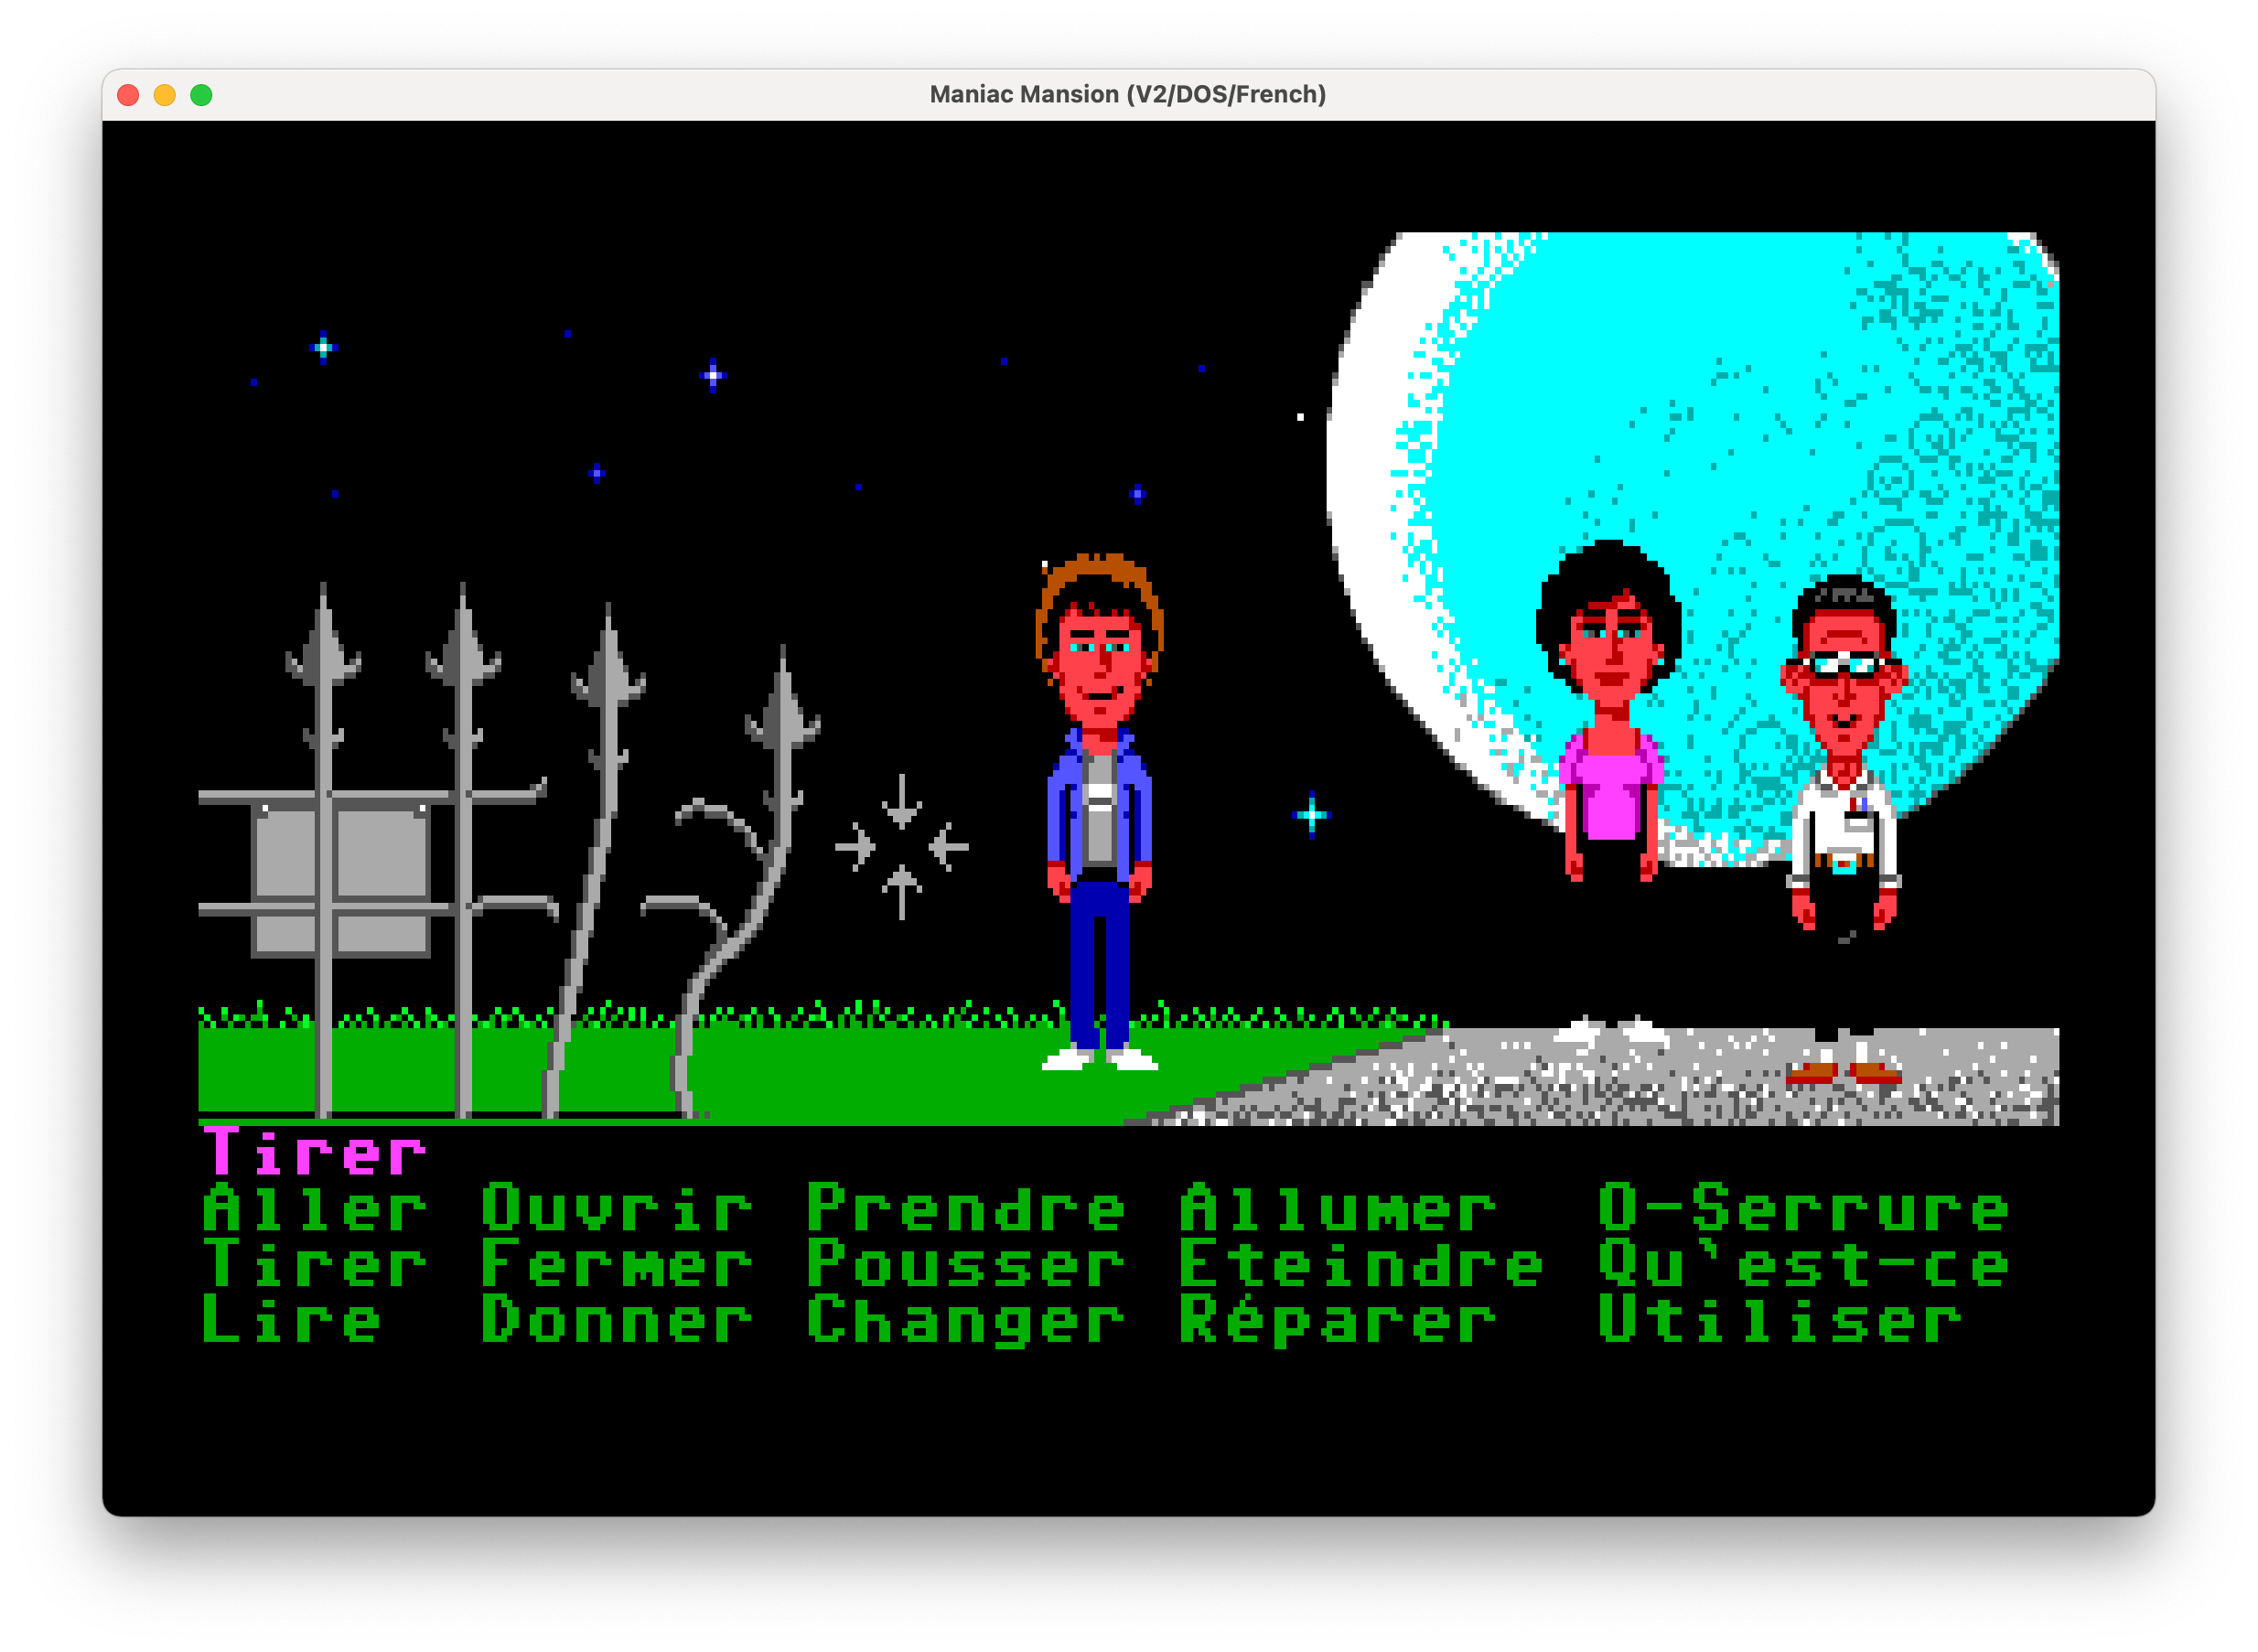 Maniac Mansion (V2/DOS/French)
Tirer
Aller Ouvrir Prendre Allumer O-Serrure
Tirer Fermer Pousser Eteindre Qu'est-ce
Lire Donner Changer Réparer Utiliser